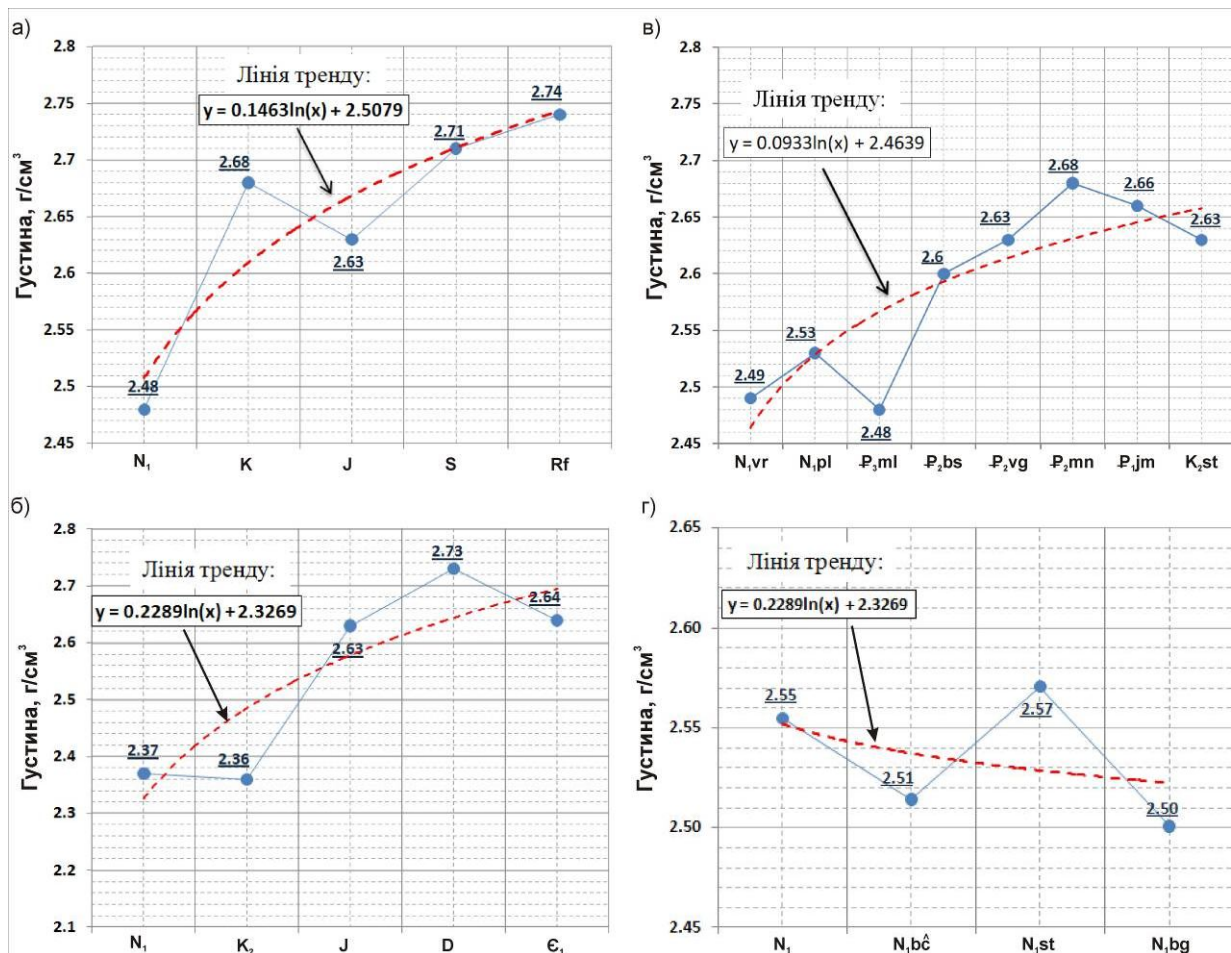 а)
2.8
2.75
2.7
2.65
2.6
2.55
2.5
2.45
Густина, г/см³
Лінія тренду:
y = 0.1463ln(x) + 2.5079
2.48
2.68
2.63
2.71
2.74
N₁ K J S Rf
в)
2.8
2.75
2.7
2.65
2.6
2.55
2.5
2.45
Густина, г/см³
Лінія тренду:
y = 0.0933ln(x) + 2.4639
2.49
2.53
2.48
2.6
2.63
2.68
2.66
2.63
N₁vr N₁pl Ᵽ₃ml Ᵽ₂bs Ᵽ₂vg Ᵽ₂mn Ᵽ₁jm K₂st
б)
2.8
2.7
2.6
2.5
2.4
2.3
2.2
2.1
Густина, г/см³
Лінія тренду:
y = 0.2289ln(x) + 2.3269
2.37
2.36
2.63
2.73
2.64
N₁ K₂ J D Є₁
г)
2.65
2.60
2.55
2.50
2.45
Густина, г/см³
Лінія тренду:
y = 0.2289ln(x) + 2.3269
2.55
2.51
2.57
2.50
N₁ N₁bĉ N₁st N₁bg